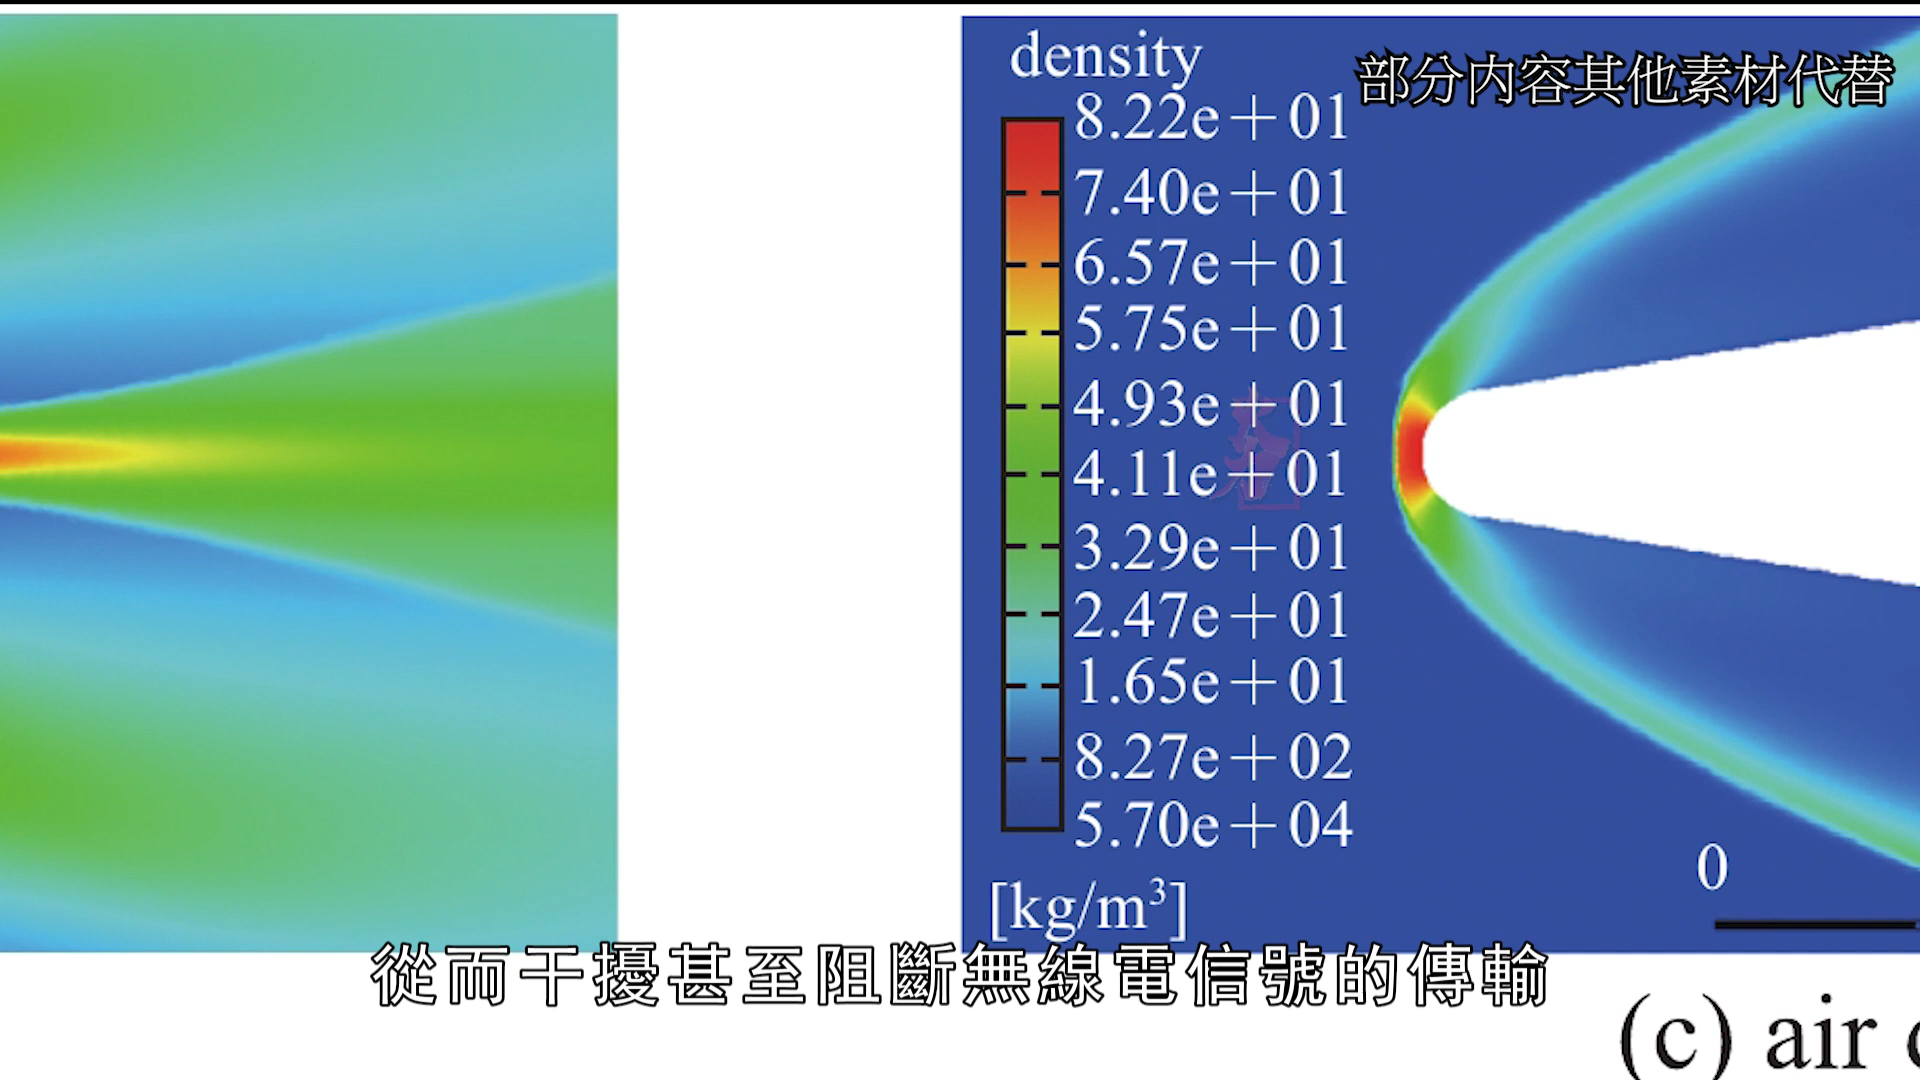 density
部分内容其他素材代替
8.22e+01
7.40e+01
6.57e+01
5.75e+01
4.93e+01
4.11e+01
3.29e+01
2.47e+01
1.65e+01
8.27e+02
5.70e+04
[kg/m³]
0
從而干擾甚至阻斷無線電信號的傳輸
(c) air